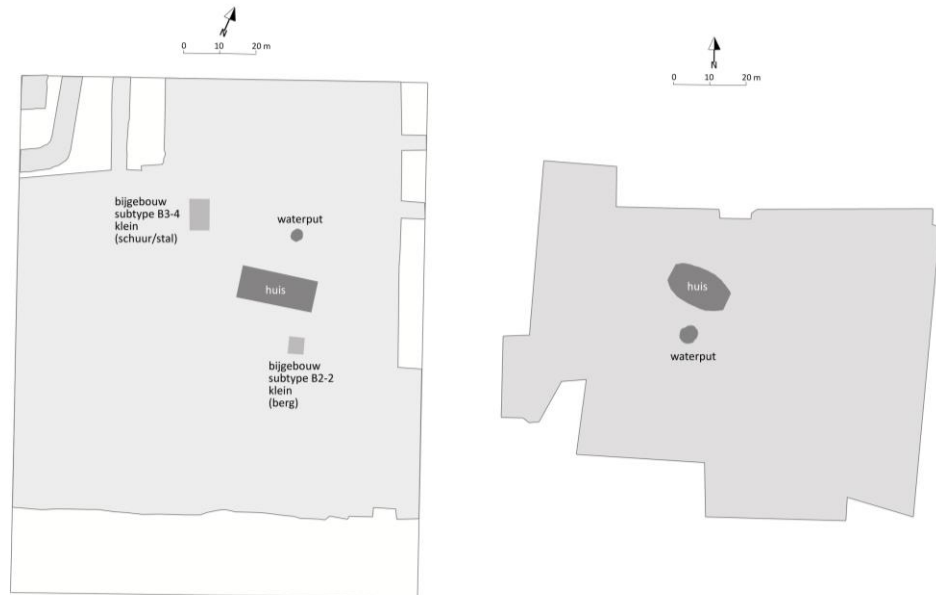 N
0 10 20 m
bijgebouw
subtype B3-4
klein
(schuur/stal)
waterput
huis
bijgebouw
subtype B2-2
klein
(berg)
N
0 10 20 m
huis
waterput